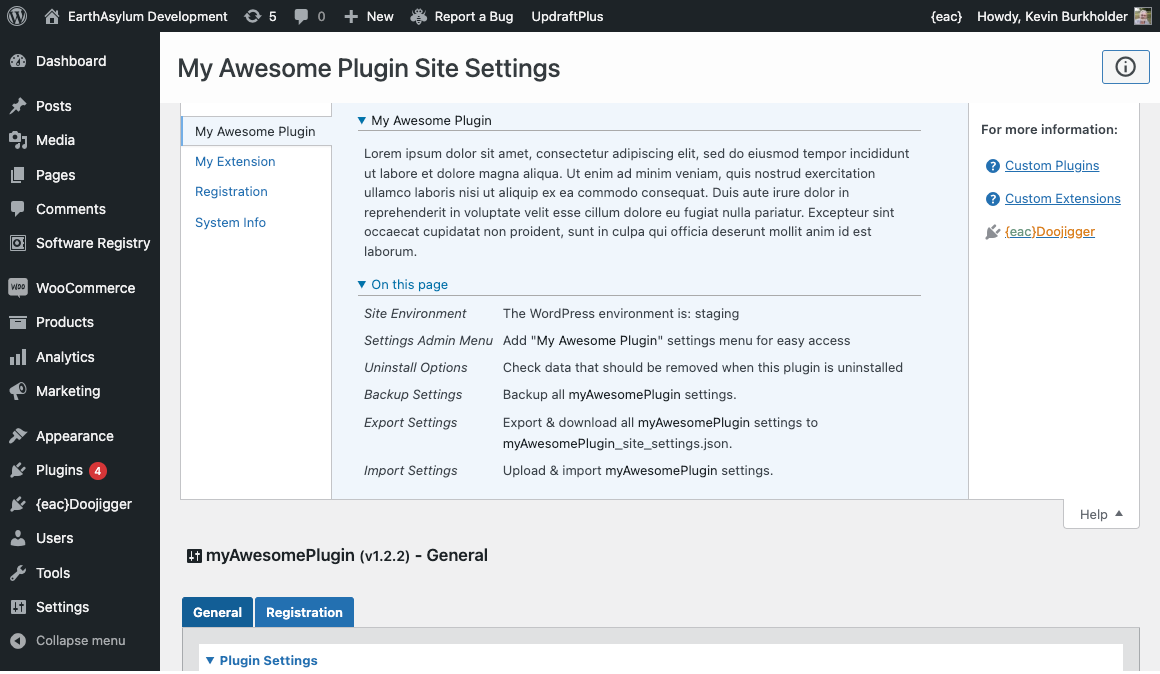 EarthAsylum Development 5 0 New Report a Bug UpdraftPlus {eac} Howdy, Kevin Burkholder
Dashboard
Posts
Media
Pages
Comments
Software Registry
WooCommerce
Products
Analytics
Marketing
Appearance
Plugins 4
{eac}Doojigger
Users
Tools
Settings
Collapse menu
My Awesome Plugin Site Settings
My Awesome Plugin
My Extension
Registration
System Info
My Awesome Plugin
Lorem ipsum dolor sit amet, consectetur adipiscing elit, sed do eiusmod tempor incididunt
ut labore et dolore magna aliqua. Ut enim ad minim veniam, quis nostrud exercitation
ullamco laboris nisi ut aliquip ex ea commodo consequat. Duis aute irure dolor in
reprehenderit in voluptate velit esse cillum dolore eu fugiat nulla pariatur. Excepteur sint
occaecat cupidatat non proident, sunt in culpa qui officia deserunt mollit anim id est
laborum.
On this page
Site Environment The WordPress environment is: staging
Settings Admin Menu Add "My Awesome Plugin" settings menu for easy access
Uninstall Options Check data that should be removed when this plugin is uninstalled
Backup Settings Backup all myAwesomePlugin settings.
Export Settings Export & download all myAwesomePlugin settings to
myAwesomePlugin_site_settings.json.
Import Settings Upload & import myAwesomePlugin settings.
For more information:
Custom Plugins
Custom Extensions
{eac}Doojigger
Help
myAwesomePlugin (v1.2.2) - General
General Registration
Plugin Settings